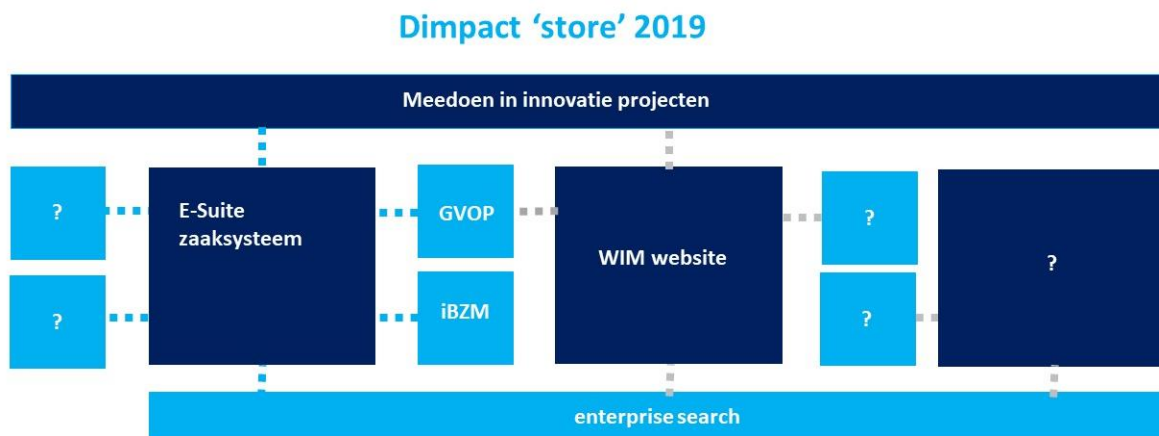 Dimpact ‘store’ 2019
Meedoen in innovatie projecten
?
E-Suite
zaaksysteem
GVOP
WIM website
?
?
?
iBZM
?
enterprise search